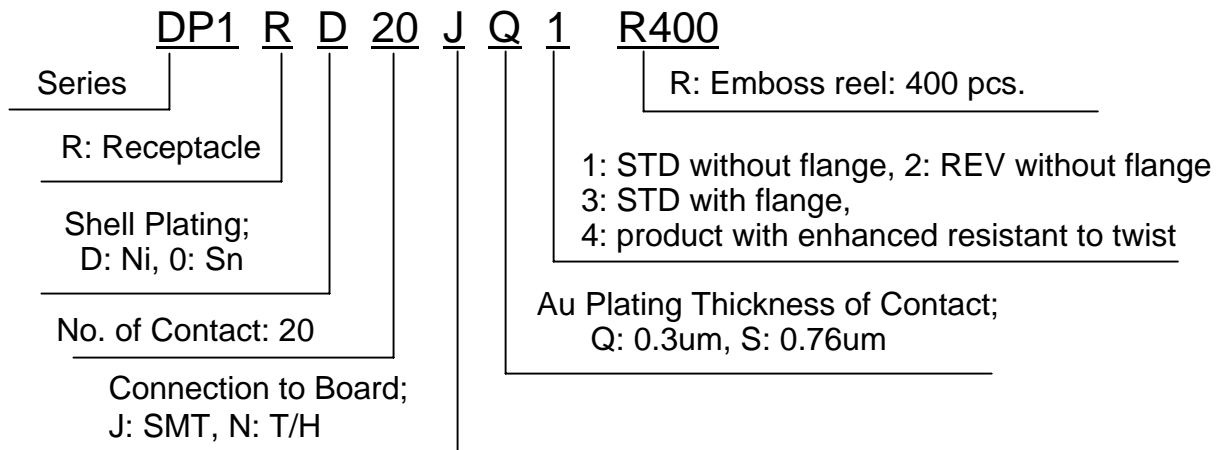 DP1 R D 20 J Q 1 R400
Series
R: Emboss reel: 400 pcs.
R: Receptacle
1: STD without flange, 2: REV without flange
3: STD with flange,
4: product with enhanced resistant to twist
Shell Plating;
D: Ni, 0: Sn
Au Plating Thickness of Contact;
Q: 0.3um, S: 0.76um
No. of Contact: 20
Connection to Board;
J: SMT, N: T/H